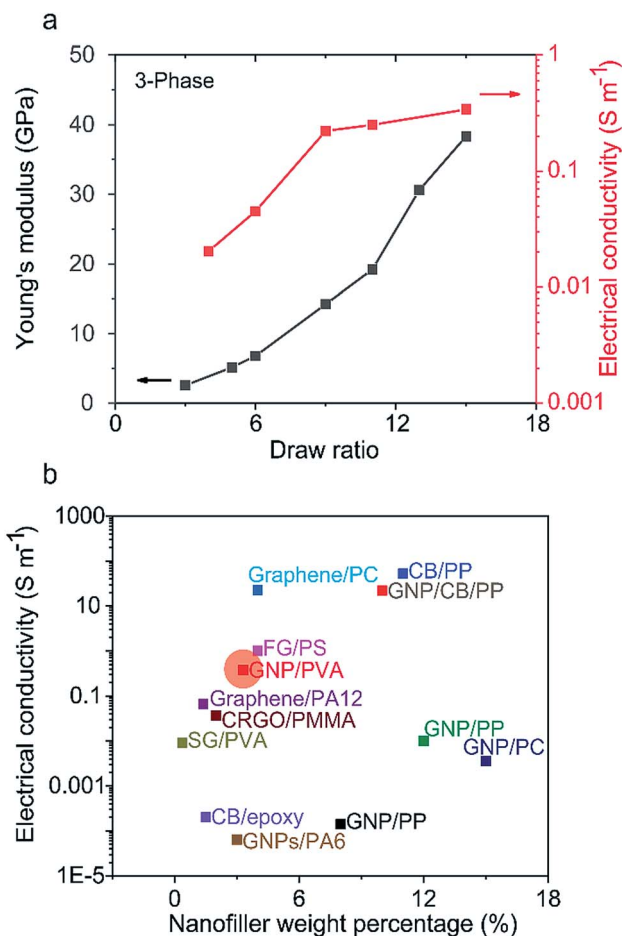 a
3-Phase
50
40
30
20
10
0
Young's modulus (GPa)
1
0.1
0.01
0.001
Electrical conductivity (S m⁻¹)
0 6 12 18
Draw ratio
b
1000
10
0.1
0.001
1E-5
Electrical conductivity (S m⁻¹)
Graphene/PC
CB/PP
GNP/CB/PP
FG/PS
GNP/PVA
Graphene/PA12
CRGO/PMMA
SG/PVA
GNP/PP
GNP/PC
CB/epoxy
GNP/PP
GNPs/PA6
0 6 12 18
Nanofiller weight percentage (%)